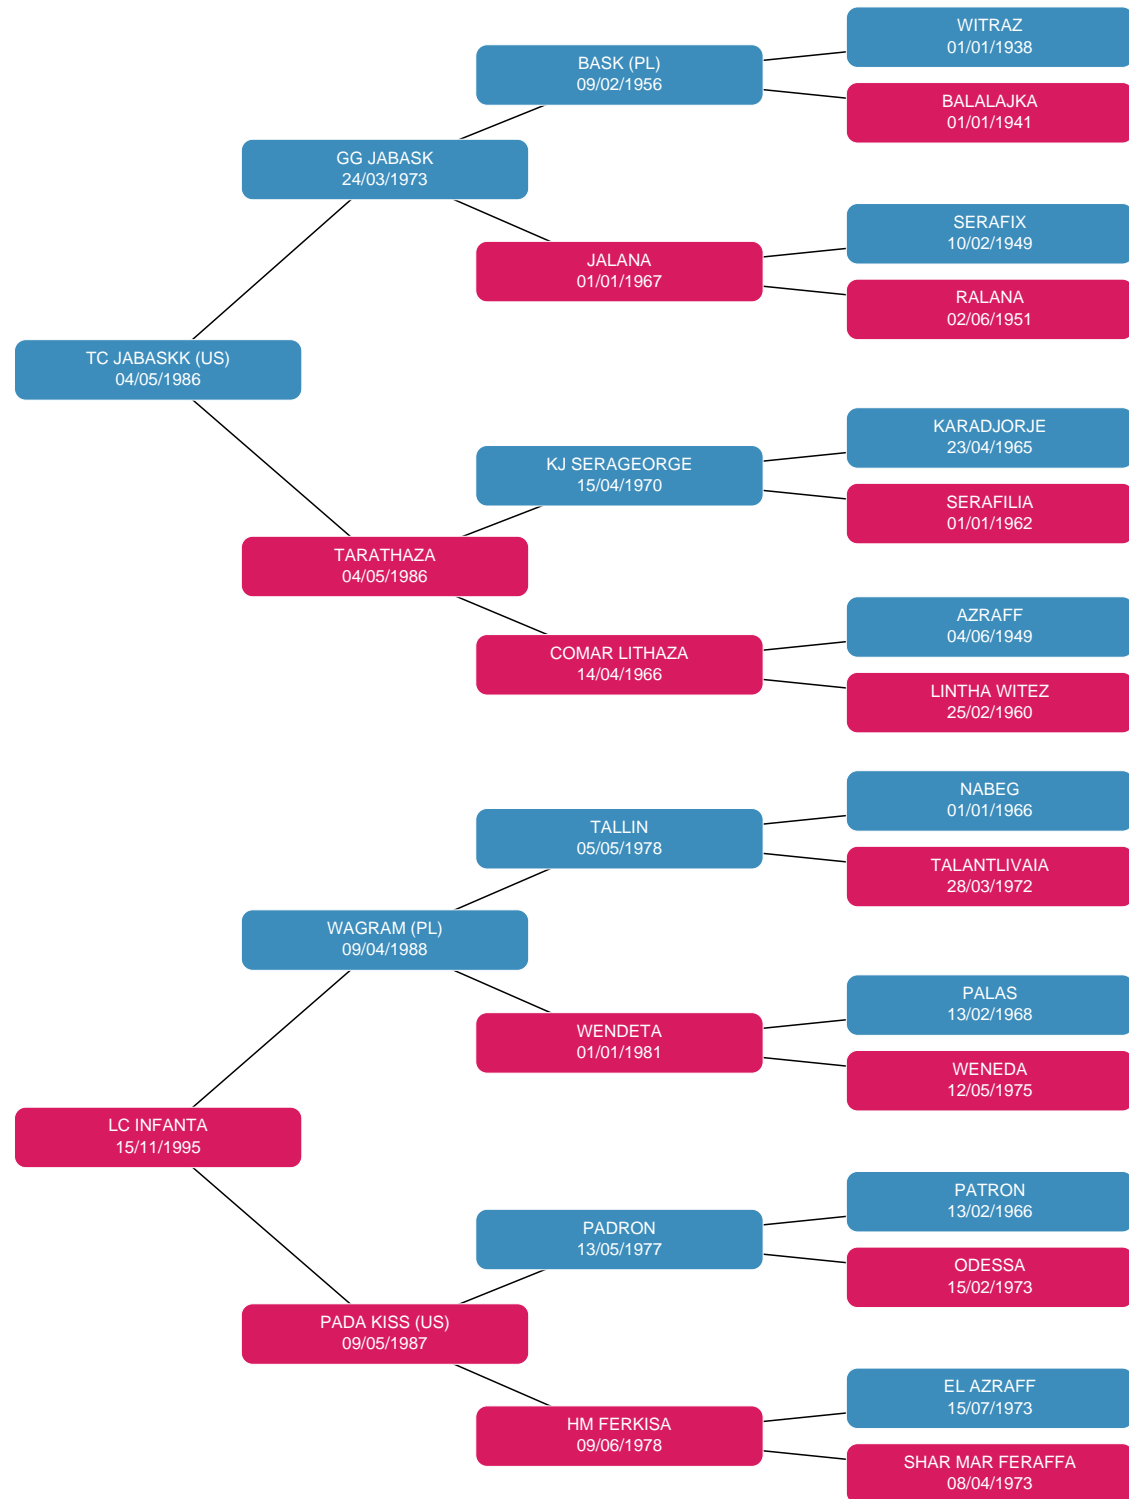 WITRAZ
01/01/1938
BASK (PL)
09/02/1956
BALALAJKA
01/01/1941
GG JABASK
24/03/1973
SERAFIX
10/02/1949
JALANA
01/01/1967
RALANA
02/06/1951
TC JABASKK (US)
04/05/1986
KARADJORJE
23/04/1965
KJ SERAGEORGE
15/04/1970
SERAFILIA
01/01/1962
TARATHAZA
04/05/1986
AZRAFF
04/06/1949
COMAR LITHAZA
14/04/1966
LINTHA WITEZ
25/02/1960
NABEG
01/01/1966
TALLIN
05/05/1978
TALANTLIVAIA
28/03/1972
WAGRAM (PL)
09/04/1988
PALAS
13/02/1968
WENDETA
01/01/1981
WENEDA
12/05/1975
LC INFANTA
15/11/1995
PATRON
13/02/1966
PADRON
13/05/1977
ODESSA
15/02/1973
PADA KISS (US)
09/05/1987
EL AZRAFF
15/07/1973
HM FERKISA
09/06/1978
SHAR MAR FERAFFA
08/04/1973